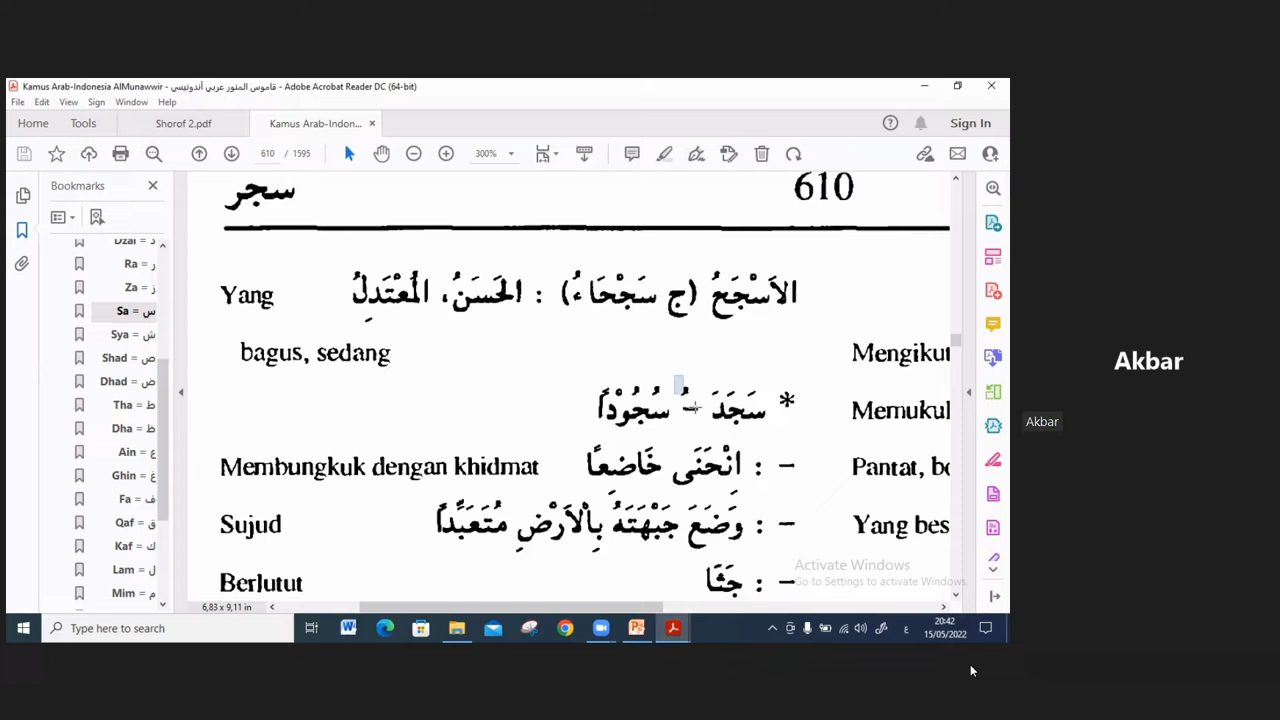 Kamus Arab-Indonesia AlMunawwir - قاموس المنور عربي أندونيسي - Adobe Acrobat Reader DC (64-bit)
File Edit View Sign Window Help
Home Tools Shorof 2.pdf Kamus Arab-Indon... Sign In
610 / 1595 300%
Bookmarks
Dzal = ذ
Ra = ر
Za = ز
Sa = س
Sya = ش
Shad = ص
Dhad = ض
Tha = ط
Dha = ظ
Ain = ع
Ghin = غ
Fa = ف
Qaf = ق
Kaf = ك
Lam = ل
Mim = م
سجر 610
الاَسْجَحُ (ج سَجْحَاءُ) : الحَسَنُ، المُعْتَدِلُ Yang
bagus, sedang
Mengikut
* سَجَدَ -ُ سُجُوْدًا
Memukul
- : انْحَنَى خَاضِعًا Membungkuk dengan khidmat
Pantat, bo
- : وَضَعَ جَبْهَتَهُ بِالْاَرْضِ مُتَعَبِّدًا Sujud
Yang bes
- : جَثَا Berlutut
Activate Windows
Go to Settings to activate Windows.
6,83 x 9,11 in
Type here to search
ع
20:42
15/05/2022
Akbar
Akbar